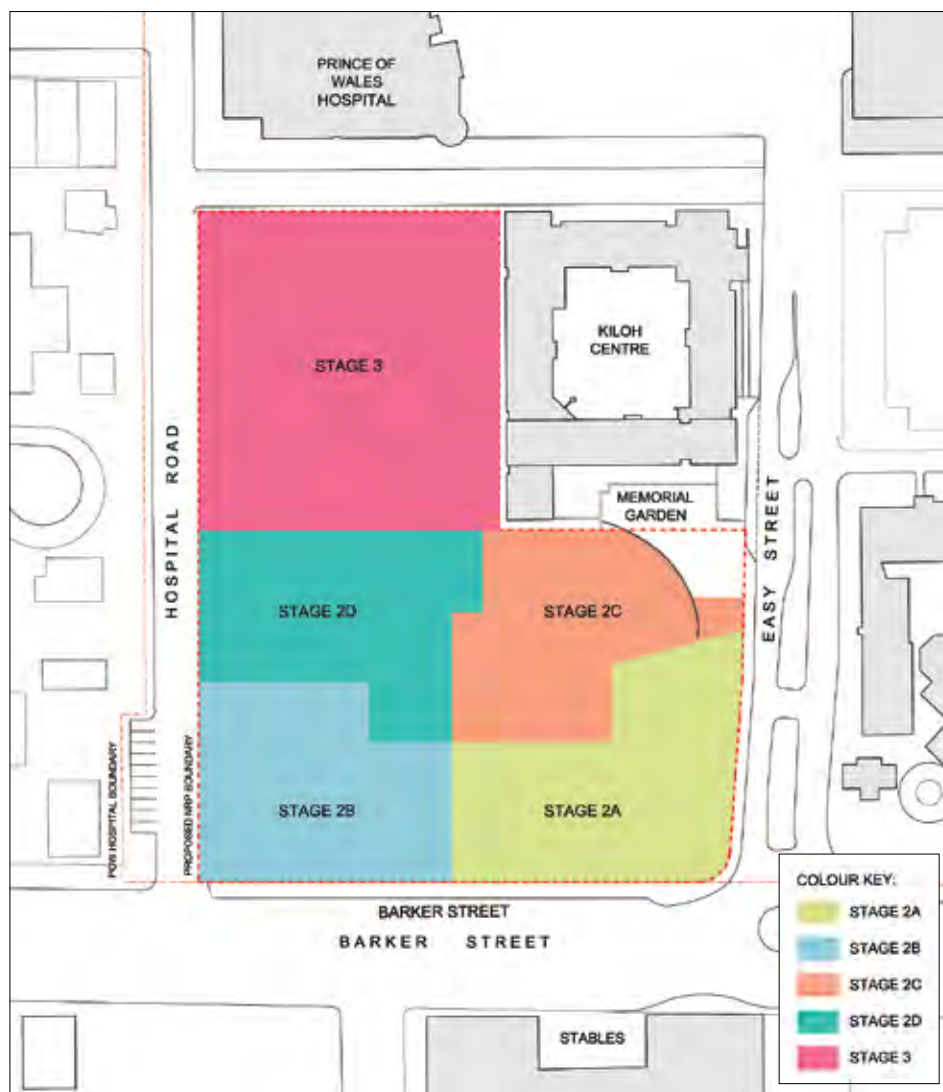 PRINCE OF
WALES
HOSPITAL
STAGE 3
KILOH
CENTRE
HOSPITAL ROAD
MEMORIAL
GARDEN
EASY STREET
STAGE 2D
STAGE 2C
POW HOSPITAL BOUNDARY
PROPOSED NRP BOUNDARY
STAGE 2B
STAGE 2A
BARKER STREET
BARKER STREET
COLOUR KEY:
STAGE 2A
STAGE 2B
STAGE 2C
STAGE 2D
STAGE 3
STABLES